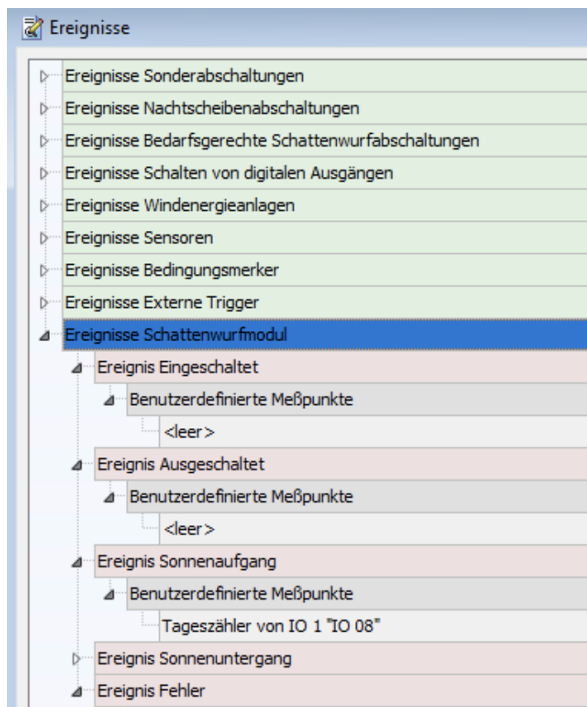 Ereignisse
Ereignisse Sonderabschaltungen
Ereignisse Nachtscheibenabschaltungen
Ereignisse Bedarfsgerechte Schattenwurfabschaltungen
Ereignisse Schalten von digitalen Ausgängen
Ereignisse Windenergieanlagen
Ereignisse Sensoren
Ereignisse Bedingungsmerker
Ereignisse Externe Trigger
Ereignisse Schattenwurfmodul
Ereignis Eingeschaltet
Benutzerdefinierte Meßpunkte
<leer>
Ereignis Ausgeschaltet
Benutzerdefinierte Meßpunkte
<leer>
Ereignis Sonnenaufgang
Benutzerdefinierte Meßpunkte
Tageszähler von IO 1 "IO 08"
Ereignis Sonnenuntergang
Ereignis Fehler